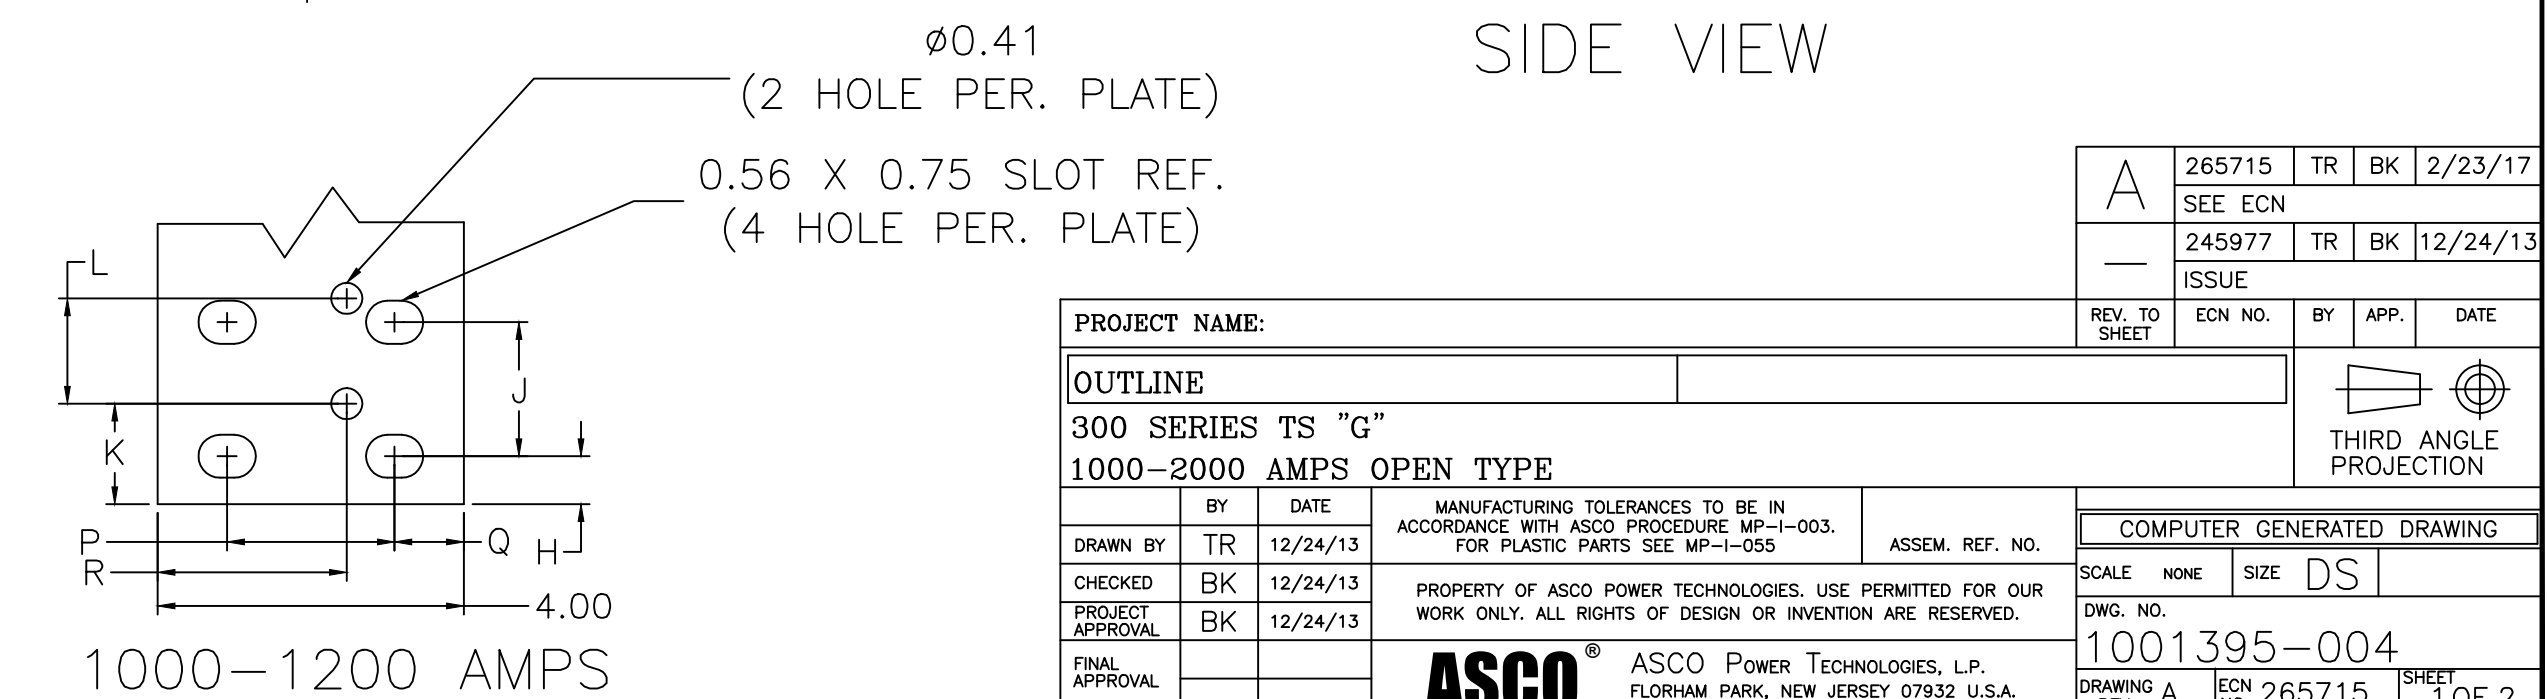 ø0.41
(2 HOLE PER. PLATE)
0.56 X 0.75 SLOT REF.
(4 HOLE PER. PLATE)
SIDE VIEW
L
J
K
P
Q
H
R
4.00
1000-1200 AMPS
A 265715 TR BK 2/23/17
SEE ECN
— 245977 TR BK 12/24/13
ISSUE
REV. TO SHEET ECN NO. BY APP. DATE
PROJECT NAME:
OUTLINE
300 SERIES TS "G"
1000-2000 AMPS OPEN TYPE
THIRD ANGLE
PROJECTION
BY DATE
DRAWN BY TR 12/24/13
CHECKED BK 12/24/13
PROJECT APPROVAL BK 12/24/13
FINAL APPROVAL
MANUFACTURING TOLERANCES TO BE IN
ACCORDANCE WITH ASCO PROCEDURE MP-I-003.
FOR PLASTIC PARTS SEE MP-I-055
ASSEM. REF. NO.
PROPERTY OF ASCO POWER TECHNOLOGIES. USE PERMITTED FOR OUR
WORK ONLY. ALL RIGHTS OF DESIGN OR INVENTION ARE RESERVED.
ASCO®
ASCO POWER TECHNOLOGIES, L.P.
FLORHAM PARK, NEW JERSEY 07932 U.S.A.
COMPUTER GENERATED DRAWING
SCALE NONE SIZE DS
DWG. NO.
1001395-004
DRAWING A ECN 265715 SHEET 1 OF 2